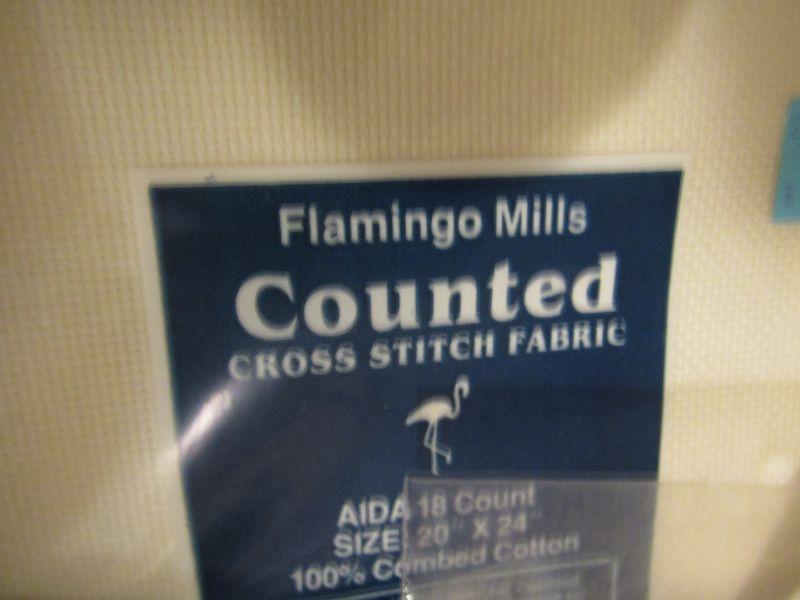 Flamingo Mills
Counted
CROSS STITCH FABRIC
AIDA 18 Count
SIZE 20" X 24"
100% Combed Cotton